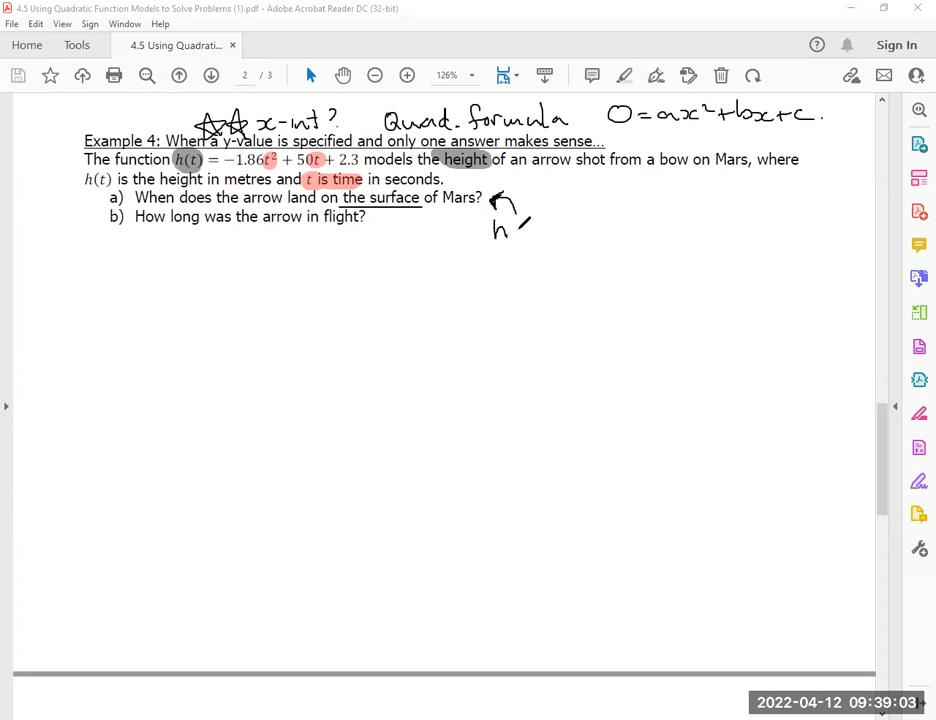 4.5 Using Quadratic Function Models to Solve Problems (1).pdf - Adobe Acrobat Reader DC (32-bit)
File Edit View Sign Window Help
Home Tools 4.5 Using Quadrati... × Sign In
2 / 3 126%
x-int? Quad. formula 0=ax²+bx+c.
Example 4: When a y-value is specified and only one answer makes sense...
The function h(t) = −1.86t² + 50t + 2.3 models the height of an arrow shot from a bow on Mars, where
h(t) is the height in metres and t is time in seconds.
a) When does the arrow land on the surface of Mars?
b) How long was the arrow in flight?
h
2022-04-12 09:39:03